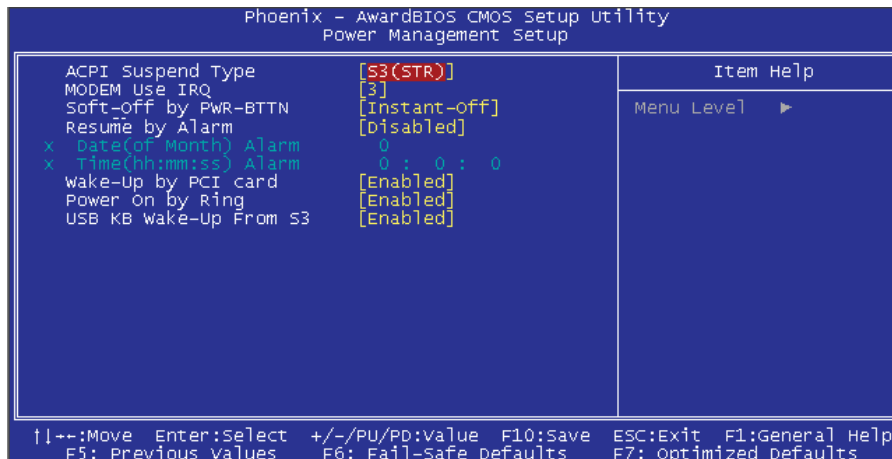 Phoenix - AwardBIOS CMOS Setup Utility
Power Management Setup
ACPI Suspend Type [S3(STR)]
MODEM Use IRQ [3]
Soft-Off by PWR-BTTN [Instant-Off]
Resume by Alarm [Disabled]
x Date(of Month) Alarm 0
x Time(hh:mm:ss) Alarm 0 : 0 : 0
Wake-Up by PCI card [Enabled]
Power On by Ring [Enabled]
USB KB Wake-Up From S3 [Enabled]
Item Help
Menu Level ►
↑↓→←:Move Enter:Select +/-/PU/PD:Value F10:Save ESC:Exit F1:General Help
F5: Previous Values F6: Fail-Safe Defaults F7: Optimized Defaults